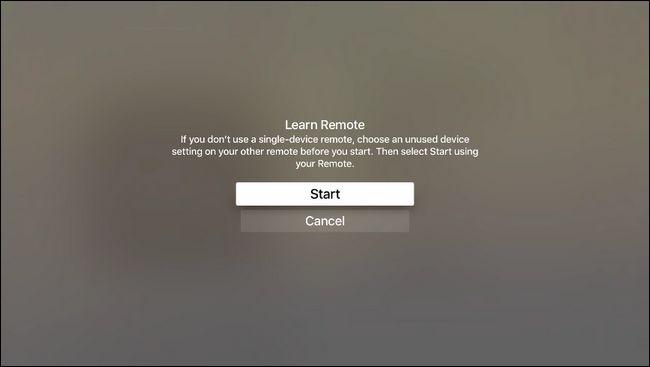 Learn Remote
If you don't use a single-device remote, choose an unused device
setting on your other remote before you start. Then select Start using
your Remote.
Start
Cancel